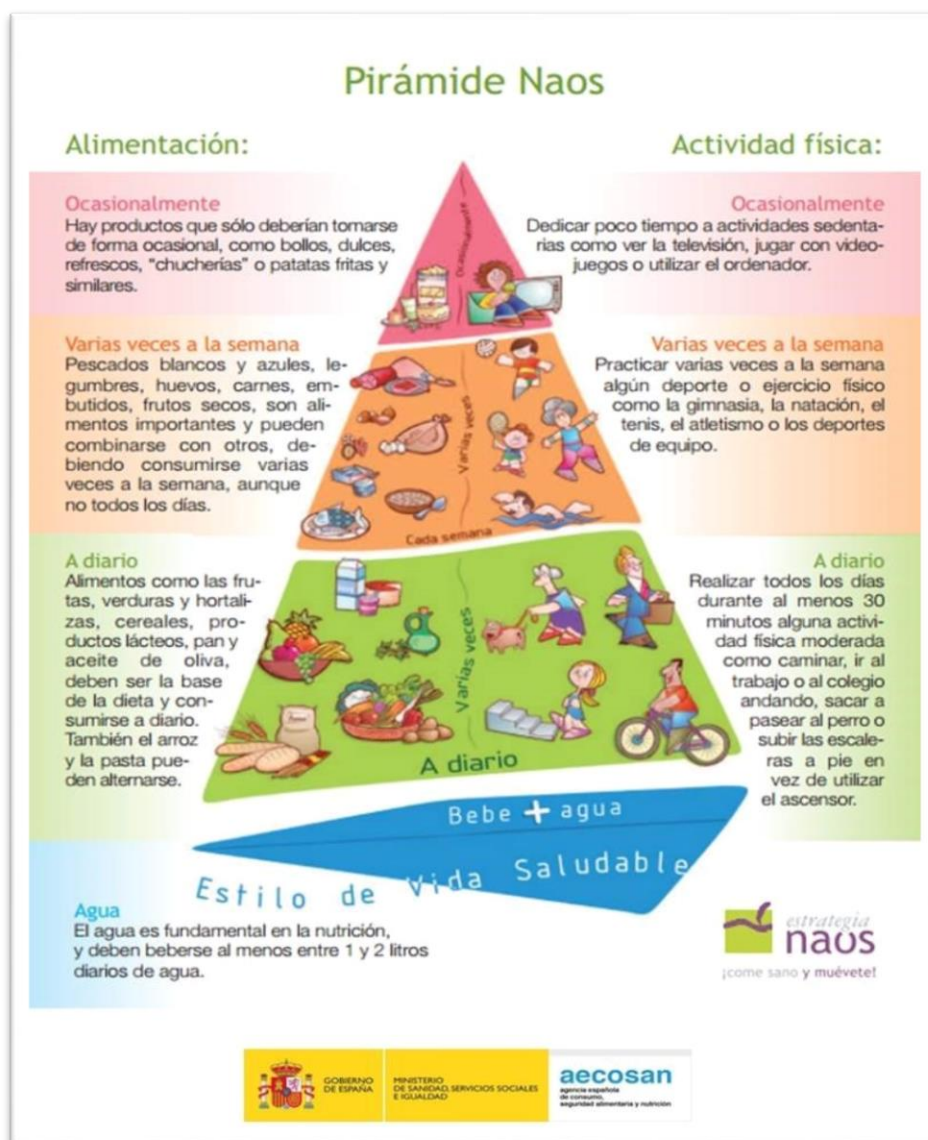 Pirámide Naos
Alimentación:
Ocasionalmente
Hay productos que sólo deberían tomarse
de forma ocasional, como bollos, dulces,
refrescos, “chucherías” o patatas fritas y
similares.
Varias veces a la semana
Pescados blancos y azules, le-
gumbres, huevos, carnes, em-
butidos, frutos secos, son ali-
mentos importantes y pueden
combinarse con otros, de-
biendo consumirse varias
veces a la semana, aunque
no todos los días.
A diario
Alimentos como las fru-
tas, verduras y hortali-
zas, cereales, pro-
ductos lácteos, pan y
aceite de oliva,
deben ser la base
de la dieta y con-
sumirse a diario.
También el arroz
y la pasta pue-
den alternarse.
Agua
El agua es fundamental en la nutrición,
y deben beberse al menos entre 1 y 2 litros
diarios de agua.
Ocasionalmente
Varias veces
Cada semana
Varias veces
A diario
Bebe + agua
Estilo de Vida Saludable
Actividad física:
Ocasionalmente
Dedicar poco tiempo a actividades sedenta-
rias como ver la televisión, jugar con video-
juegos o utilizar el ordenador.
Varias veces a la semana
Practicar varias veces a la semana
algún deporte o ejercicio físico
como la gimnasia, la natación, el
tenis, el atletismo o los deportes
de equipo.
A diario
Realizar todos los días
durante al menos 30
minutos alguna activi-
dad física moderada
como caminar, ir al
trabajo o al colegio
andando, sacar a
pasear al perro o
subir las escale-
ras a pie en
vez de utilizar
el ascensor.
estrategia
naos
¡come sano y muévete!
GOBIERNO
DE ESPAÑA
MINISTERIO
DE SANIDAD, SERVICIOS SOCIALES
E IGUALDAD
aecosan
agencia española
de consumo,
seguridad alimentaria y nutrición